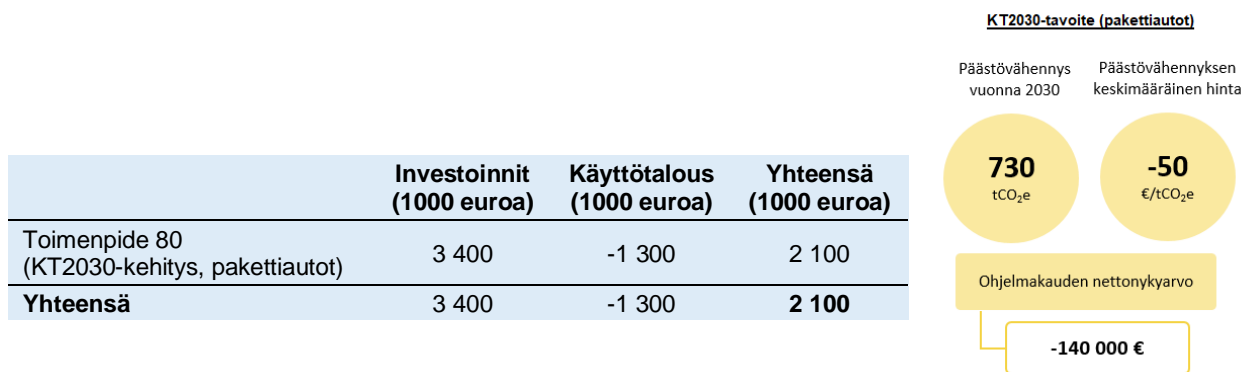 KT2030-tavoite (pakettiautot)
Päästövähennys
vuonna 2030
Päästövähennyksen
keskimääräinen hinta
730
tCO₂e
-50
€/tCO₂e
Ohjelmakauden nettonykyarvo
-140 000 €
Investoinnit
(1000 euroa)
Käyttötalous
(1000 euroa)
Yhteensä
(1000 euroa)
Toimenpide 80
(KT2030-kehitys, pakettiautot)
3 400
-1 300
2 100
Yhteensä
3 400
-1 300
2 100